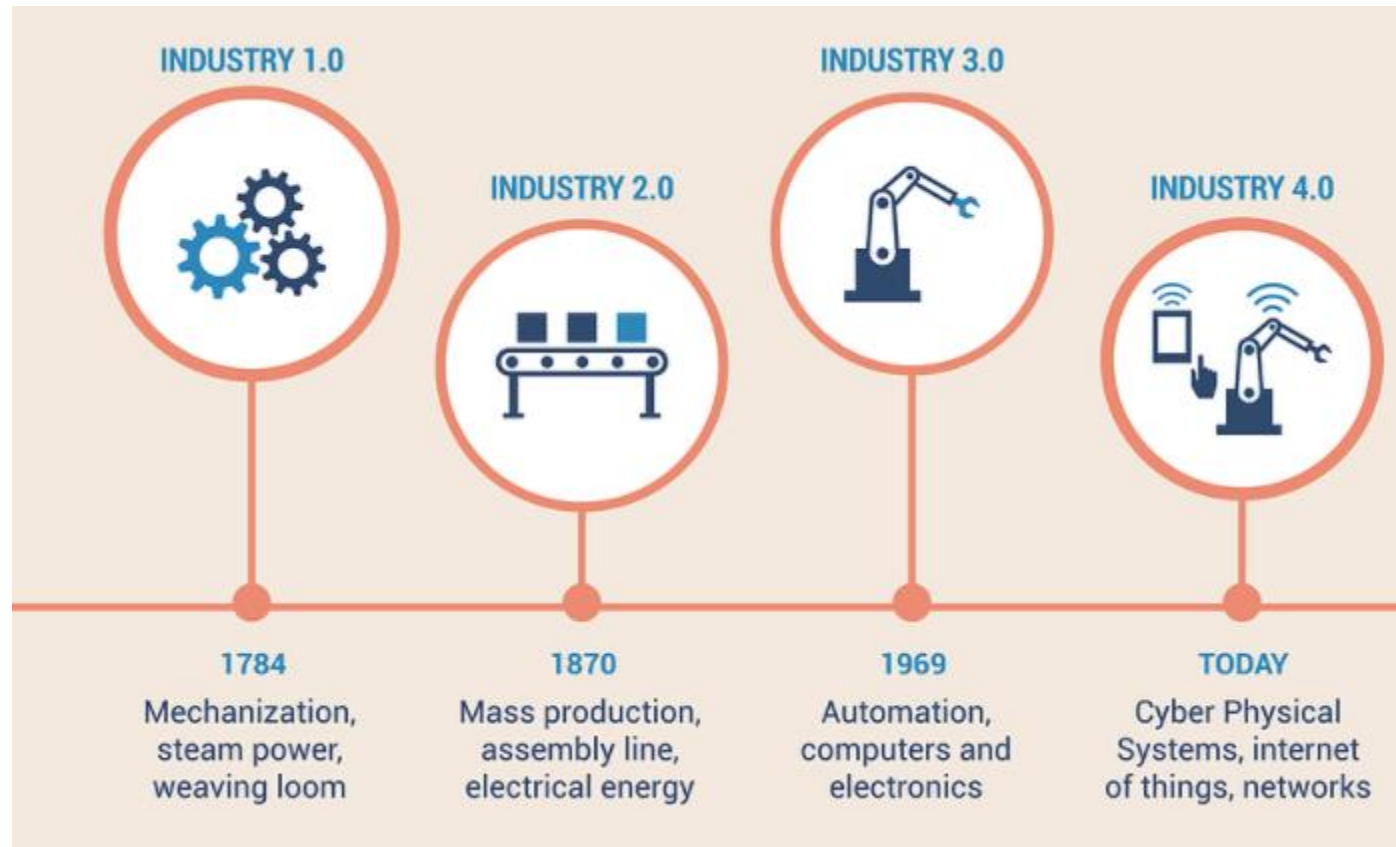 INDUSTRY 1.0
INDUSTRY 2.0
INDUSTRY 3.0
INDUSTRY 4.0
1784
Mechanization,
steam power,
weaving loom
1870
Mass production,
assembly line,
electrical energy
1969
Automation,
computers and
electronics
TODAY
Cyber Physical
Systems, internet
of things, networks